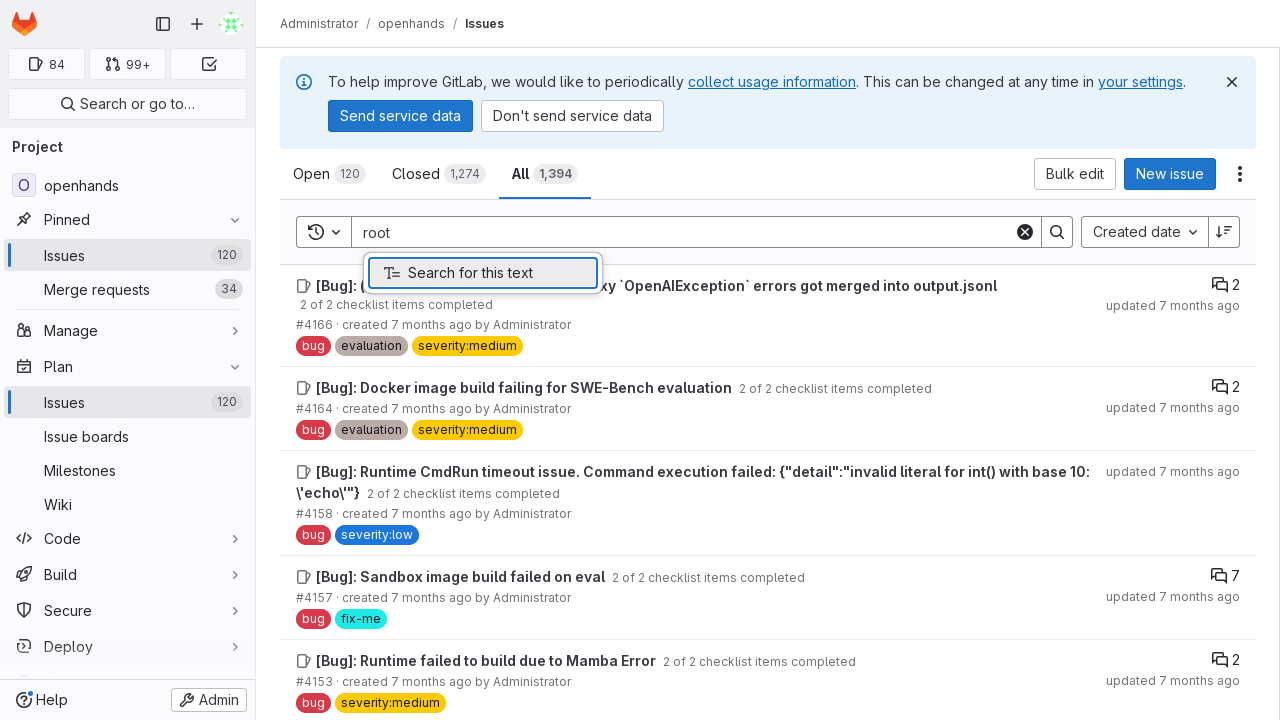 Administrator / openhands / Issues
84
99+
Search or go to…
Project
O openhands
Pinned
Issues 120
Merge requests 34
Manage
Plan
Issues 120
Issue boards
Milestones
Wiki
Code
Build
Secure
Deploy
Help
Admin
To help improve GitLab, we would like to periodically collect usage information. This can be changed at any time in your settings.
Send service data
Don't send service data
Open 120
Closed 1,274
All 1,394
Bulk edit
New issue
root
Created date
Search for this text
[Bug]: xy `OpenAIException` errors got merged into output.jsonl
2
2 of 2 checklist items completed
updated 7 months ago
#4166 · created 7 months ago by Administrator
bug evaluation severity:medium
[Bug]: Docker image build failing for SWE-Bench evaluation 2 of 2 checklist items completed
2
#4164 · created 7 months ago by Administrator
updated 7 months ago
bug evaluation severity:medium
[Bug]: Runtime CmdRun timeout issue. Command execution failed: {"detail":"invalid literal for int() with base 10:
\'echo\'"} 2 of 2 checklist items completed
updated 7 months ago
#4158 · created 7 months ago by Administrator
bug severity:low
[Bug]: Sandbox image build failed on eval 2 of 2 checklist items completed
7
#4157 · created 7 months ago by Administrator
updated 7 months ago
bug fix-me
[Bug]: Runtime failed to build due to Mamba Error 2 of 2 checklist items completed
2
#4153 · created 7 months ago by Administrator
updated 7 months ago
bug severity:medium